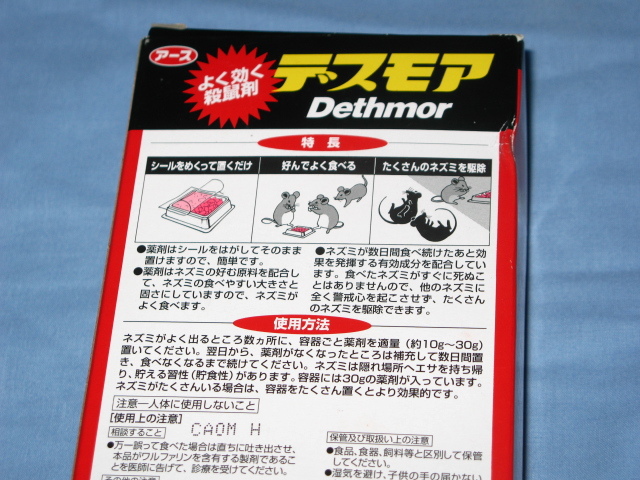 アース
よく効く
殺鼠剤
デスモア
Dethmor
特長
シールをめくって置くだけ
好んでよく食べる
たくさんのネズミを駆除
●薬剤はシールをはがしてそのまま
置けますので、簡単です。
●薬剤はネズミの好む原料を配合し
て、ネズミの食べやすい大きさと
固さにしていますので、ネズミが
よく食べます。
●ネズミが数日間食べ続けたあと効
果を発揮する有効成分を配合してい
ます。食べたネズミがすぐに死ぬこ
とはありませんので、他のネズミに
全く警戒心を起こさせず、たくさん
のネズミを駆除できます。
使用方法
ネズミがよく出るところ数ヵ所に、容器ごと薬剤を適量（約10g〜30g）
置いてください。翌日から、薬剤がなくなったところは補充して数日間置
き、食べなくなるまで続けてください。ネズミは隠れ場所へエサを持ち帰
り、貯える習性（貯食性）があります。容器には30gの薬剤が入っています。
ネズミがたくさんいる場合は、容器をたくさん置くとより効果的です。
注意―人体に使用しないこと
[使用上の注意]
CAOM H
相談すること
●万一誤って食べた場合は直ちに吐き出させ、
本品がワルファリンを含有する製剤であるこ
とを医師に告げて、診療を受けてください。
その他の注意
保管及び取扱い上の注意
●食品、食器、飼料等と区別して保管
してください。
●湿気を避け、子供の手の届かない